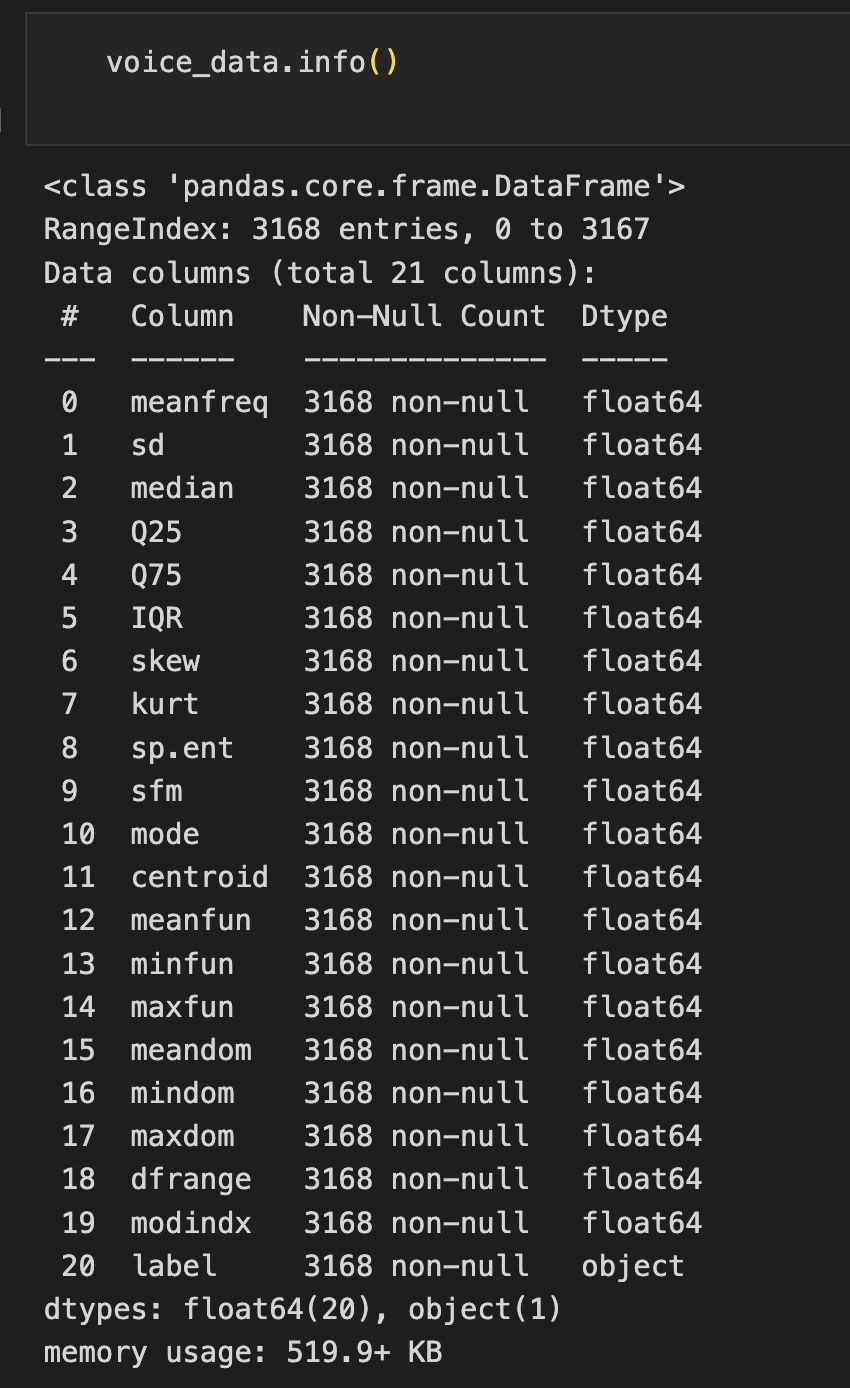 voice_data.info()
<class 'pandas.core.frame.DataFrame'>
RangeIndex: 3168 entries, 0 to 3167
Data columns (total 21 columns):
 #   Column    Non-Null Count  Dtype
---  ------    --------------  -----
 0   meanfreq  3168 non-null   float64
 1   sd        3168 non-null   float64
 2   median    3168 non-null   float64
 3   Q25       3168 non-null   float64
 4   Q75       3168 non-null   float64
 5   IQR       3168 non-null   float64
 6   skew      3168 non-null   float64
 7   kurt      3168 non-null   float64
 8   sp.ent    3168 non-null   float64
 9   sfm       3168 non-null   float64
 10  mode      3168 non-null   float64
 11  centroid  3168 non-null   float64
 12  meanfun   3168 non-null   float64
 13  minfun    3168 non-null   float64
 14  maxfun    3168 non-null   float64
 15  meandom   3168 non-null   float64
 16  mindom    3168 non-null   float64
 17  maxdom    3168 non-null   float64
 18  dfrange   3168 non-null   float64
 19  modindx   3168 non-null   float64
 20  label     3168 non-null   object
dtypes: float64(20), object(1)
memory usage: 519.9+ KB